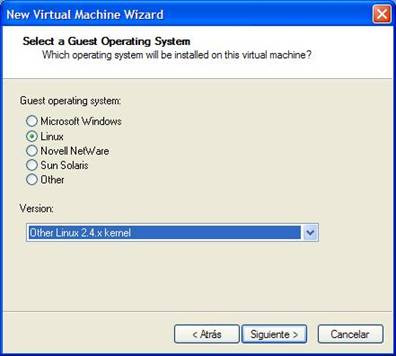 New Virtual Machine Wizard
Select a Guest Operating System
Which operating system will be installed on this virtual machine?
Guest operating system:
Microsoft Windows
Linux
Novell NetWare
Sun Solaris
Other
Version:
Other Linux 2.4.x kernel
< Atrás
Siguiente >
Cancelar